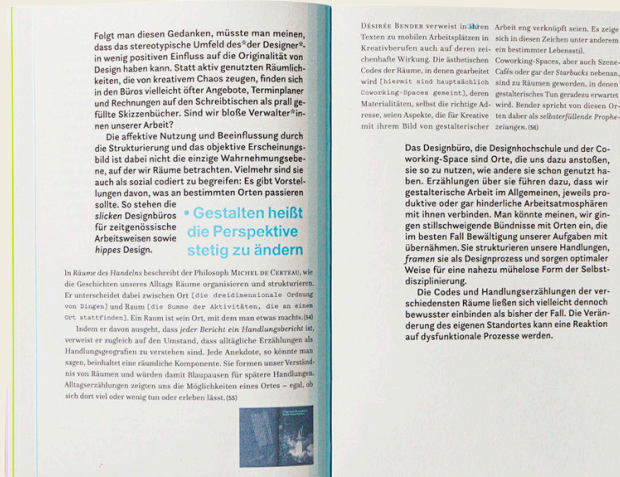 Folgt man diesen Gedanken, müsste man meinen,
dass das stereotypische Umfeld des*der Designer*-
in wenig positiven Einfluss auf die Originalität von
Design haben kann. Statt aktiv genutzten Räumlich-
keiten, die von kreativem Chaos zeugen, finden sich
in den Büros vielleicht öfter Angebote, Terminplaner
und Rechnungen auf den Schreibtischen als prall ge-
füllte Skizzenbücher. Sind wir bloße Verwalter*in-
nen unserer Arbeit?
Die affektive Nutzung und Beeinflussung durch
die Strukturierung und das objektive Erscheinungs-
bild ist dabei nicht die einzige Wahrnehmungsebe-
ne, auf der wir Räume betrachten. Vielmehr sind sie
auch als sozial codiert zu begreifen: Es gibt Vorstel-
lungen davon, was an bestimmten Orten passieren
sollte. So stehen die
slicken Designbüros
für zeitgenössische
Arbeitsweisen sowie
hippes Design.
• Gestalten heißt
die Perspektive
stetig zu ändern
In Räume des Handelns beschreibt der Philosoph MICHEL DE CERTEAU, wie
die Geschichten unseres Alltags Räume organisieren und strukturieren.
Er unterscheidet dabei zwischen Ort [die dreidimensionale Ordnung
von Dingen] und Raum [die Summe der Aktivitäten, die an einem
Ort stattfinden]. Ein Raum ist sein Ort, mit dem man etwas macht. (54)
Indem er davon ausgeht, dass jeder Bericht ein Handlungsbericht ist,
verweist er zugleich auf den Umstand, dass alltägliche Erzählungen als
Handlungsgeografien zu verstehen sind. Jede Anekdote, so könnte man
sagen, beinhaltet eine räumliche Komponente. Sie formen unser Verständ-
nis von Räumen und würden damit Blaupausen für spätere Handlungen.
Alltagserzählungen zeigten uns die Möglichkeiten eines Ortes – egal, ob
sich dort viel oder wenig tun oder erleben lässt. (55)
DÉSIRÉE BENDER verweist in ihren
Texten zu mobilen Arbeitsplätzen in
Kreativberufen auch auf deren zei-
chenhafte Wirkung. Die ästhetischen
Codes der Räume, in denen gearbeitet
wird [hiermit sind hauptsächlich
Coworking-Spaces gemeint], deren
Materialitäten, selbst die richtige Ad-
resse, seien Aspekte, die für Kreative
mit ihrem Bild von gestalterischer
Arbeit eng verknüpft seien. Es zeige
sich in diesen Zeichen unter anderem
ein bestimmter Lebensstil.
Coworking-Spaces, aber auch Szene-
Cafés oder gar der Starbucks nebenan,
sind zu Räumen geworden, in denen
gestalterisches Tun geradezu erwartet
wird. Bender spricht von diesen Or-
ten daher als selbsterfüllende Prophe-
zeiungen. (56)
Das Designbüro, die Designhochschule und der Co-
working-Space sind Orte, die uns dazu anstoßen,
sie so zu nutzen, wie andere sie schon genutzt ha-
ben. Erzählungen über sie führen dazu, dass wir
gestalterische Arbeit im Allgemeinen, jeweils pro-
duktive oder gar hinderliche Arbeitsatmosphären
mit ihnen verbinden. Man könnte meinen, wir gin-
gen stillschweigende Bündnisse mit Orten ein, die
im besten Fall Bewältigung unserer Aufgaben mit
übernähmen. Sie strukturieren unsere Handlungen,
framen sie als Designprozess und sorgen optimaler
Weise für eine nahezu mühelose Form der Selbst-
disziplinierung.
Die Codes und Handlungserzählungen der ver-
schiedensten Räume ließen sich vielleicht dennoch
bewusster einbinden als bisher der Fall. Die Verän-
derung des eigenen Standortes kann eine Reaktion
auf dysfunktionale Prozesse werden.